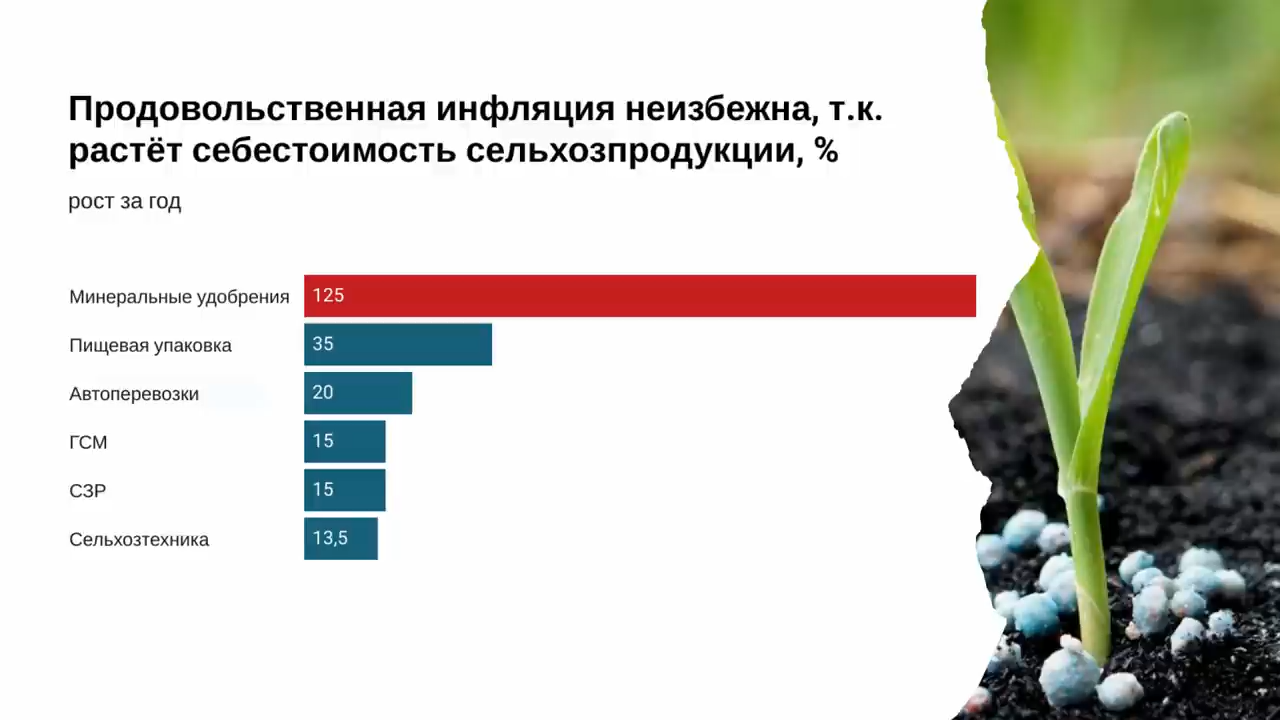 Продовольственная инфляция неизбежна, т.к.
растёт себестоимость сельхозпродукции, %
рост за год
Минеральные удобрения 125
Пищевая упаковка 35
Автоперевозки 20
ГСМ 15
СЗР 15
Сельхозтехника 13,5